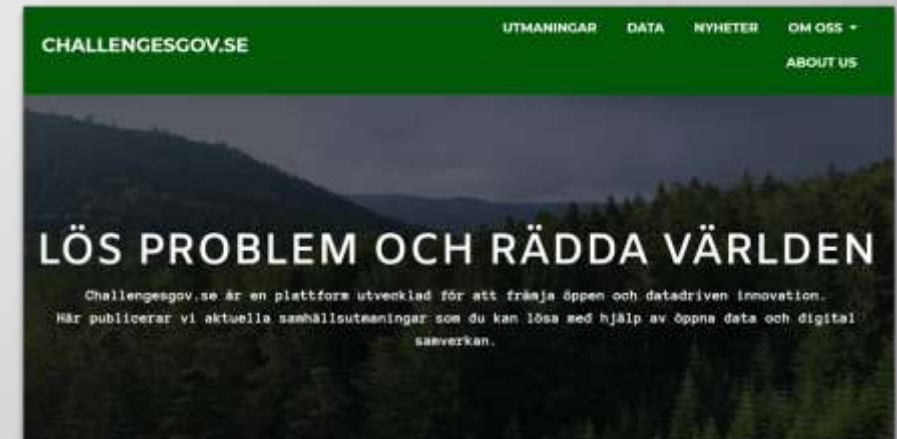 CHALLENGESGOV.SE
UTMANINGAR DATA NYHETER OM OSS
ABOUT US
LÖS PROBLEM OCH RÄDDA VÄRLDEN
Challengesgov.se är en plattform utvecklad för att främja öppen och datadriven innovation.
Här publicerar vi aktuella samhällsutmaningar som du kan lösa med hjälp av öppna data och digital
samverkan.